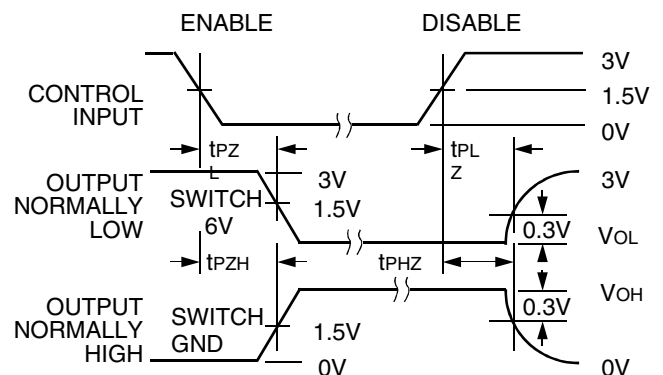 ENABLE DISABLE
3V
CONTROL
INPUT
1.5V
0V
tPZ
L
tPL
Z
OUTPUT
NORMALLY
LOW
SWITCH
6V
3V
1.5V
3V
0.3V
VOL
tPZH
tPHZ
OUTPUT
NORMALLY
HIGH
SWITCH
GND
1.5V
0V
0.3V
VOH
0V